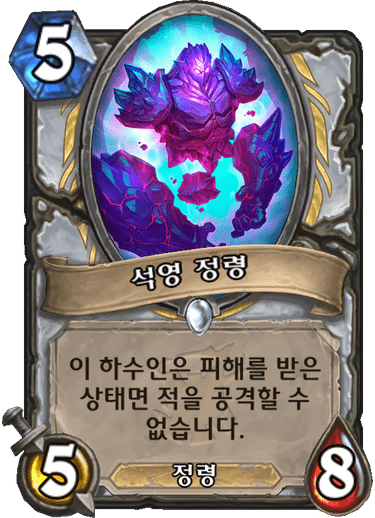 5
석영 정령
이 하수인은 피해를 받은
상태면 적을 공격할 수
없습니다.
5
정령
8